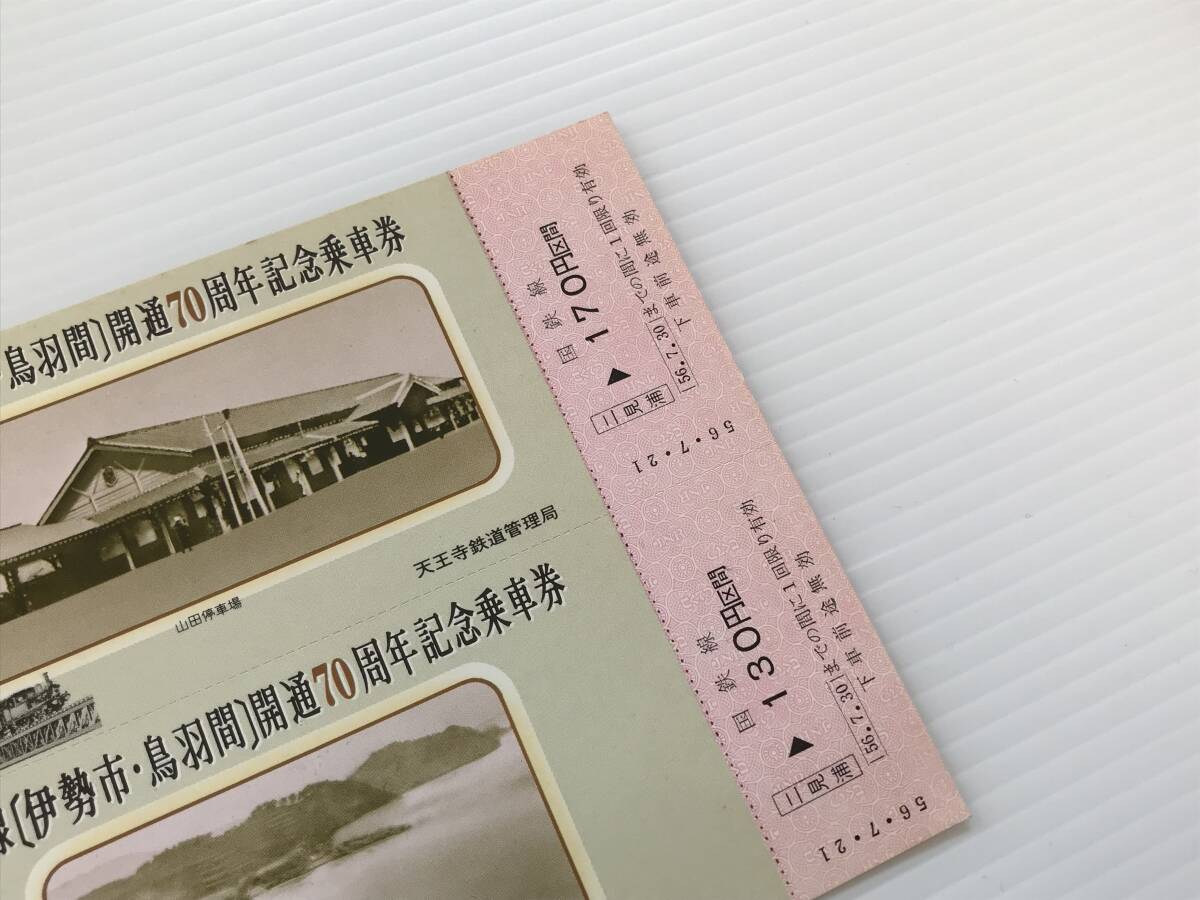 鳥羽間〕開通70周年記念乗車券
山田停車場
天王寺鉄道管理局
国鉄線
二見浦▶170円区間
56.7.30までの間に1回限り有効
下車前途無効
56.7.21
線〔伊勢市・鳥羽間〕開通70周年記念乗車券
国鉄線
二見浦▶130円区間
56.7.30までの間に1回限り有効
下車前途無効
56.7.21